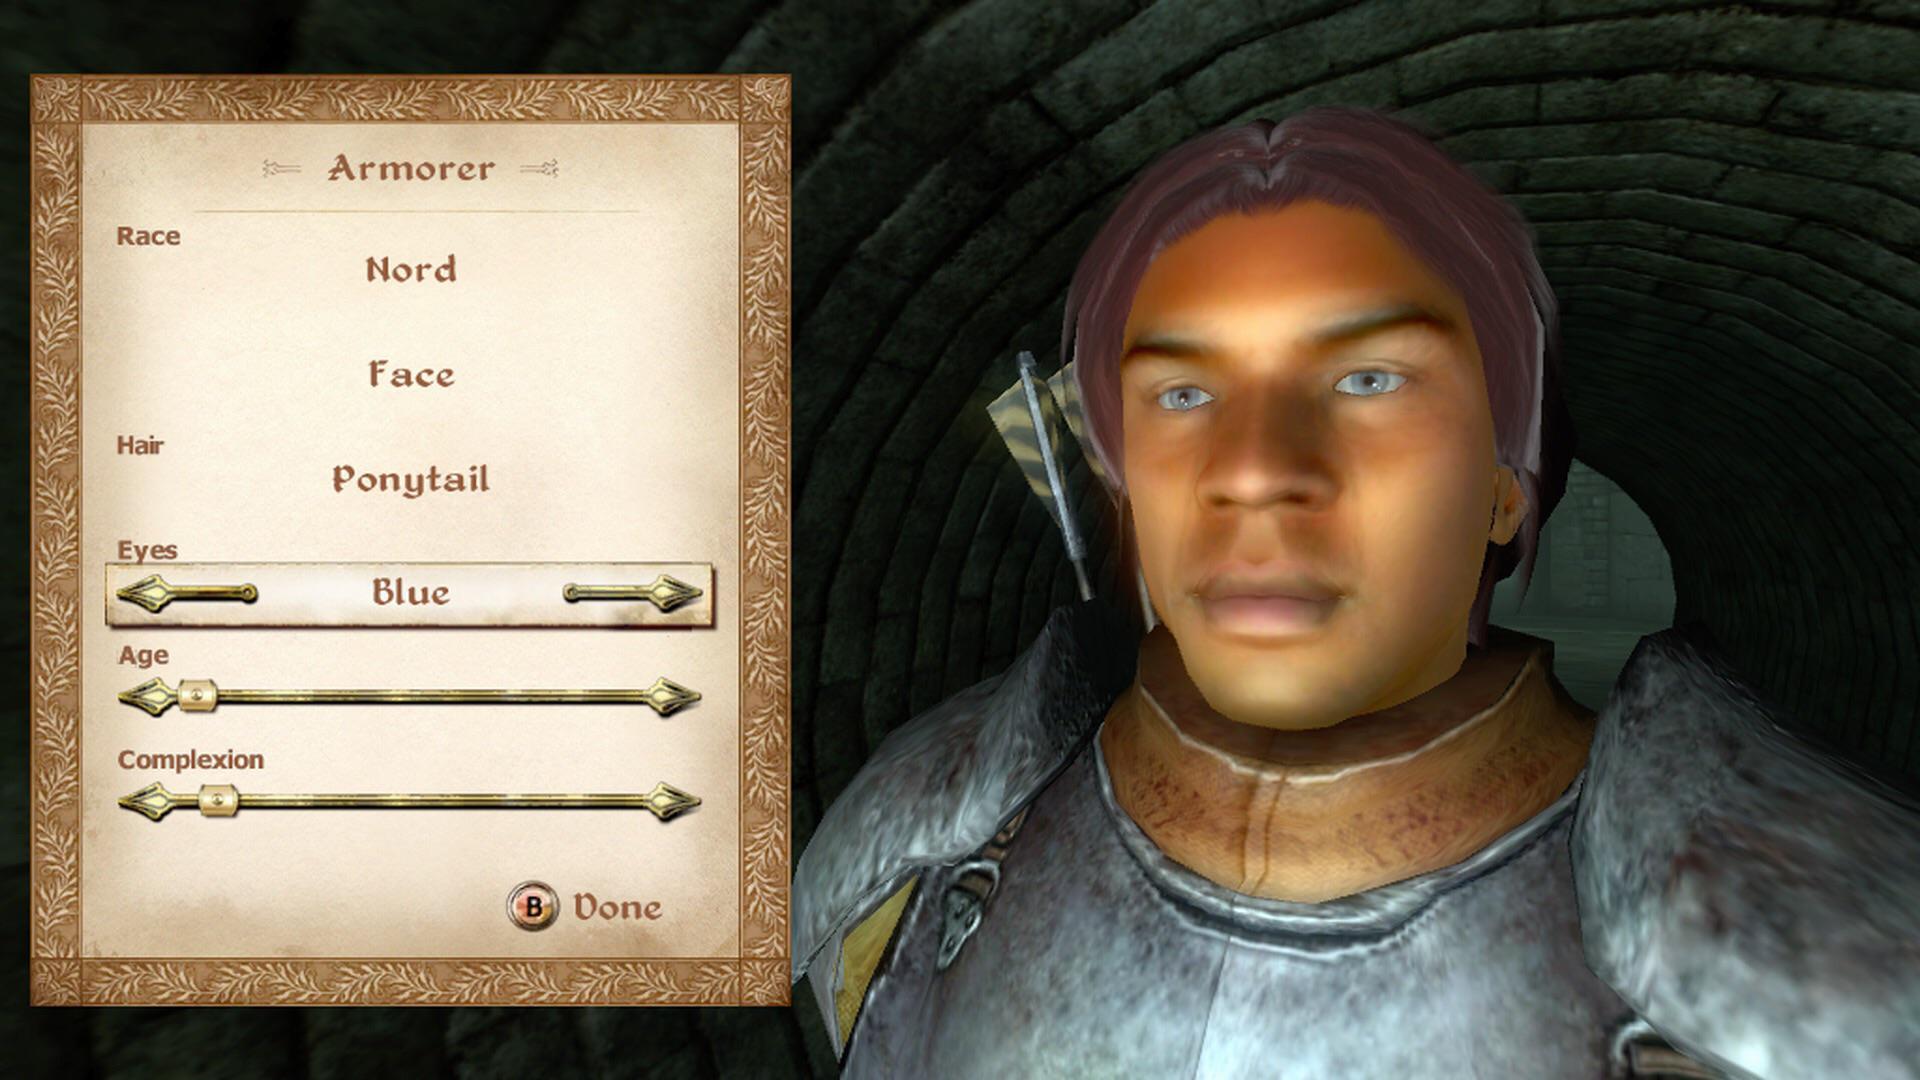 Armorer
Race
Nord
Face
Hair
Ponytail
Eyes
Blue
Age
Complexion
B Done